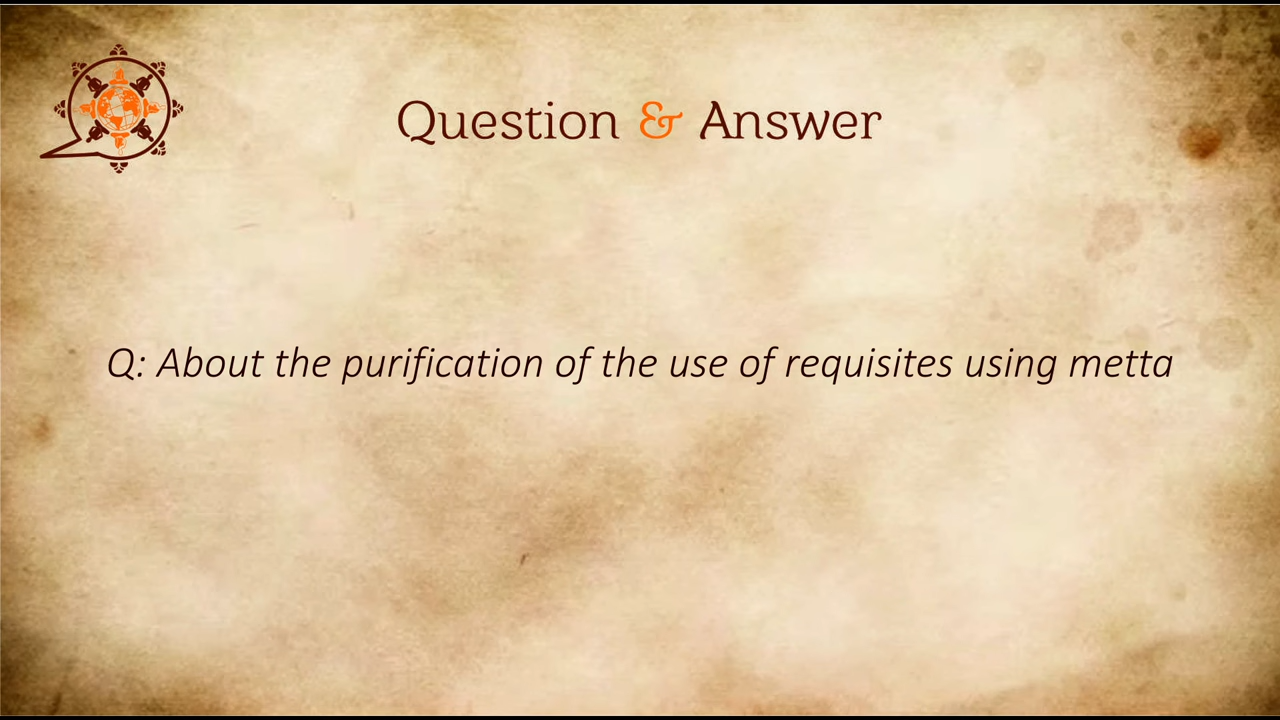 Question & Answer
Q: About the purification of the use of requisites using metta